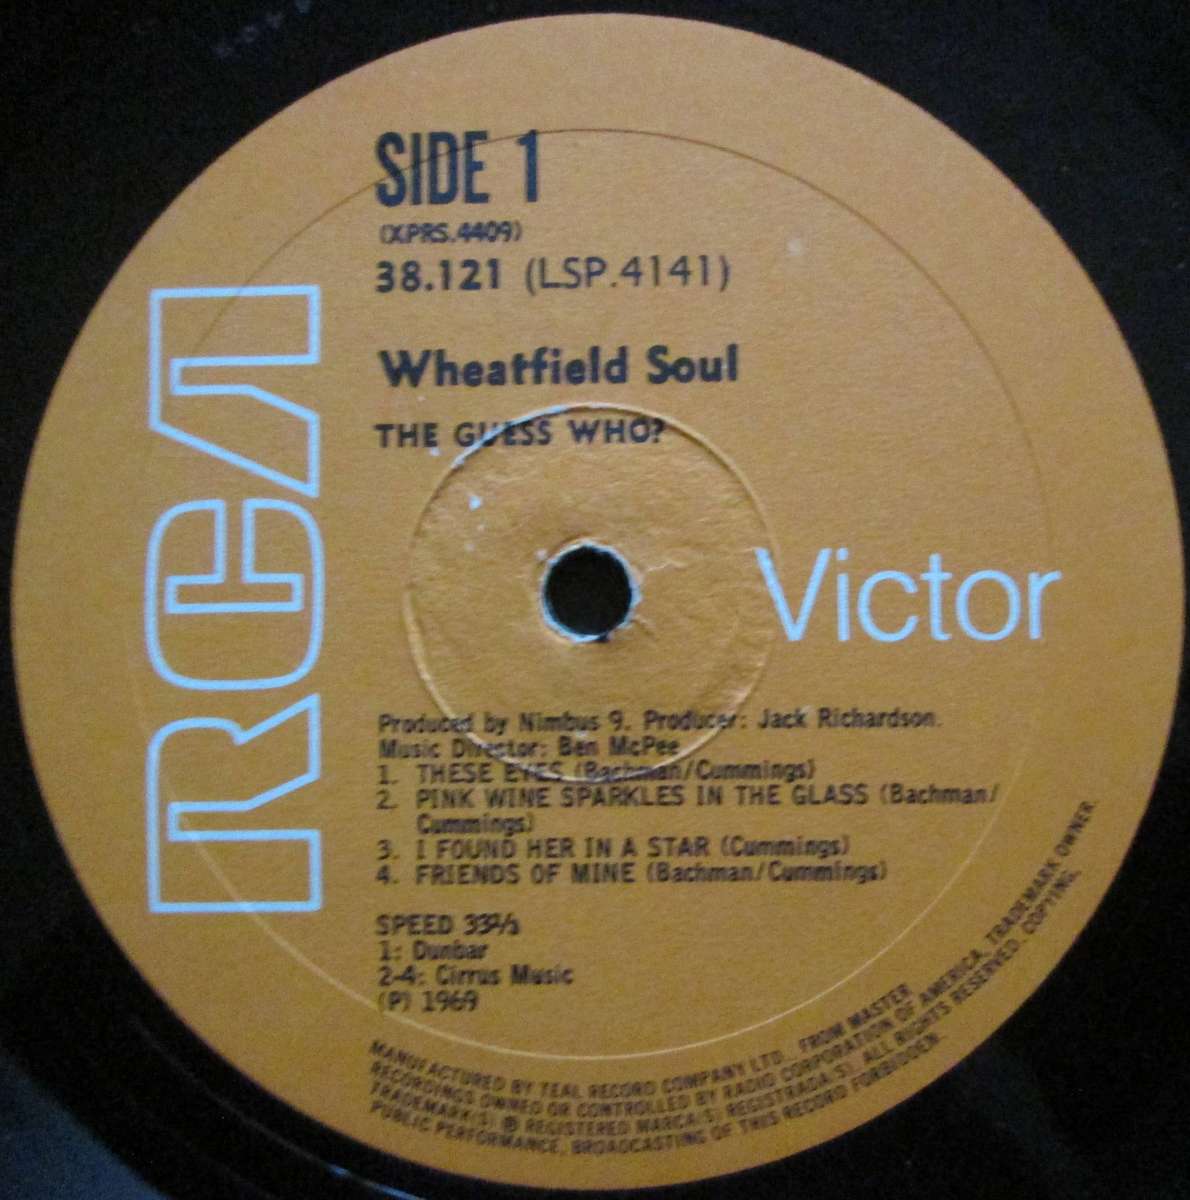 SIDE 1
(XPRS.4409)
38.121 (LSP.4141)
Wheatfield Soul
THE GUESS WHO?
RCA
Victor
Produced by Nimbus 9. Producer: Jack Richardson.
Music Director: Ben McPee
1. THESE EYES (Bachman/Cummings)
2. PINK WINE SPARKLES IN THE GLASS (Bachman/
Cummings)
3. I FOUND HER IN A STAR (Cummings)
4. FRIENDS OF MINE (Bachman/Cummings)
SPEED 33⅓
1: Dunbar
2-4: Cirrus Music
(P) 1969
MANUFACTURED BY TEAL RECORD COMPANY LTD., FROM MASTER
RECORDINGS OWNED OR CONTROLLED BY RADIO CORPORATION OF AMERICA, TRADEMARK OWNER.
TRADEMARK(S) ® REGISTERED MARCA(S) REGISTRADA(S). ALL RIGHTS RESERVED. COPYING,
PUBLIC PERFORMANCE, BROADCASTING OF THIS RECORD FORBIDDEN.